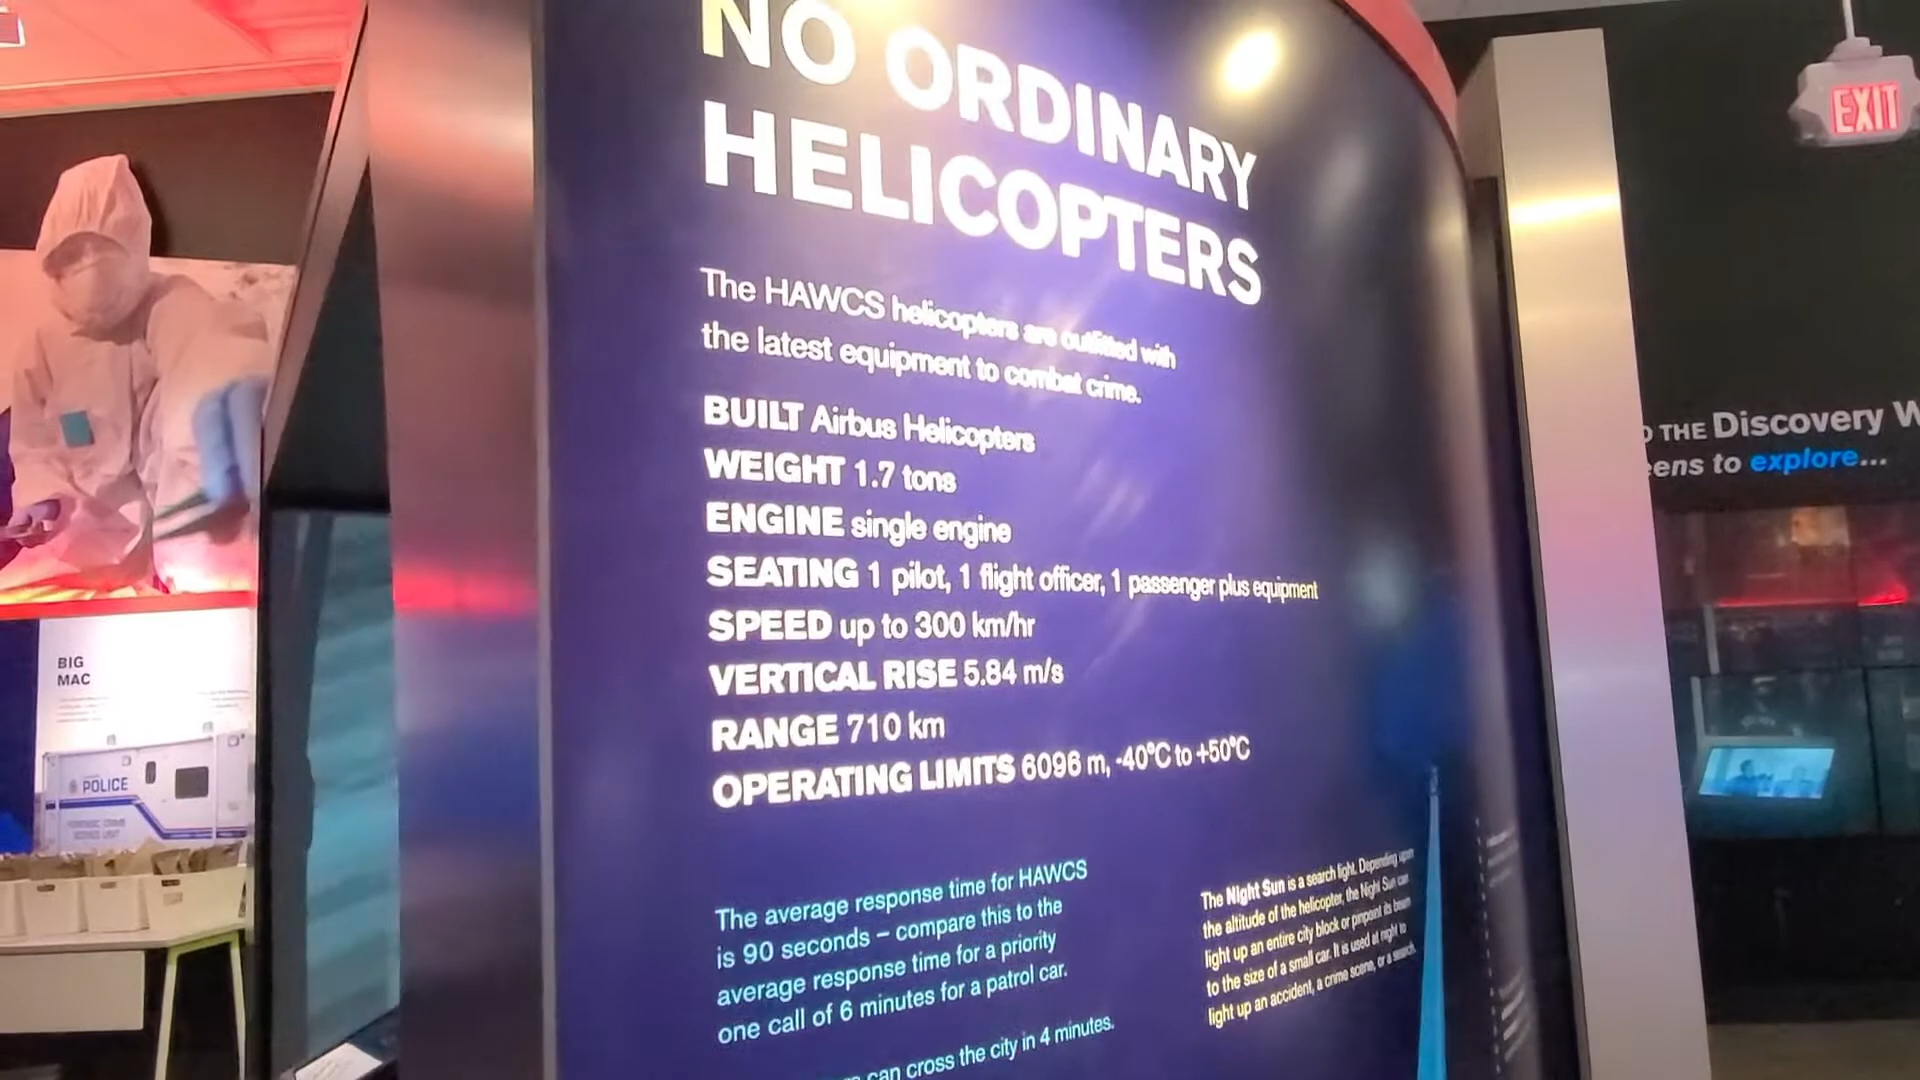 NO ORDINARY
HELICOPTERS
The HAWCS helicopters are outfitted with
the latest equipment to combat crime.
BUILT Airbus Helicopters
WEIGHT 1.7 tons
ENGINE single engine
SEATING 1 pilot, 1 flight officer, 1 passenger plus equipment
SPEED up to 300 km/hr
VERTICAL RISE 5.84 m/s
RANGE 710 km
OPERATING LIMITS 6096 m, -40°C to +50°C
The average response time for HAWCS
is 90 seconds – compare this to the
average response time for a priority
one call of 6 minutes for a patrol car.
can cross the city in 4 minutes.
The Night Sun is a search light. Depending upon
the altitude of the helicopter, the Night Sun can
light up an entire city block or pinpoint its beam
to the size of a small car. It is used at night to
light up an accident, a crime scene, or a search.
BIG
MAC
POLICE
EXIT
THE Discovery W
ens to explore...